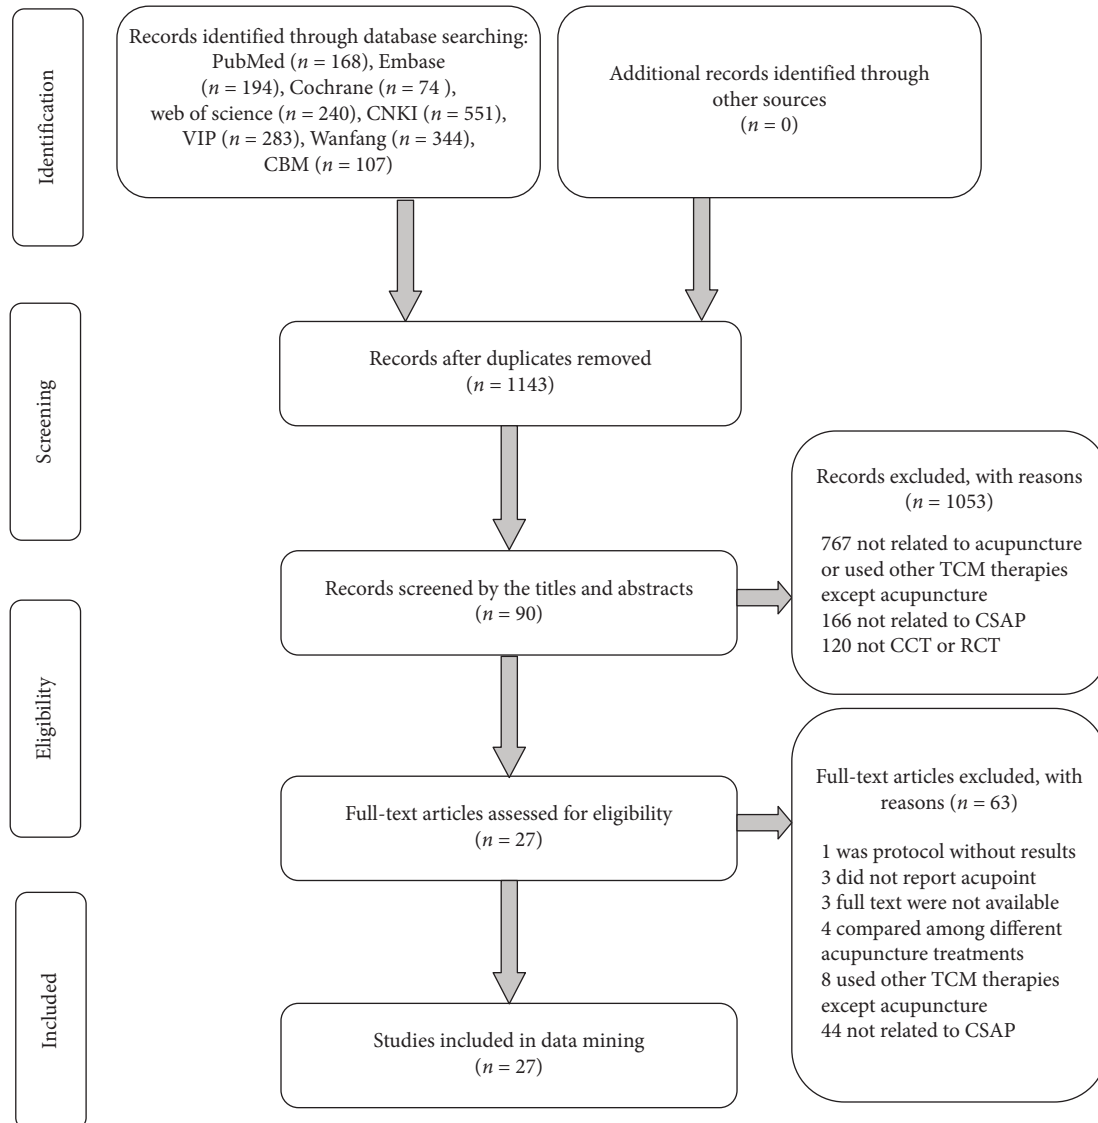 Identification
Records identified through database searching:
PubMed (n = 168), Embase
(n = 194), Cochrane (n = 74 ),
web of science (n = 240), CNKI (n = 551),
VIP (n = 283), Wanfang (n = 344),
CBM (n = 107)
Additional records identified through
other sources
(n = 0)
Screening
Records after duplicates removed
(n = 1143)
Records screened by the titles and abstracts
(n = 90)
Records excluded, with reasons
(n = 1053)
767 not related to acupuncture
or used other TCM therapies
except acupuncture
166 not related to CSAP
120 not CCT or RCT
Eligibility
Full-text articles assessed for eligibility
(n = 27)
Full-text articles excluded, with
reasons (n = 63)
1 was protocol without results
3 did not report acupoint
3 full text were not available
4 compared among different
acupuncture treatments
8 used other TCM therapies
except acupuncture
44 not related to CSAP
Included
Studies included in data mining
(n = 27)